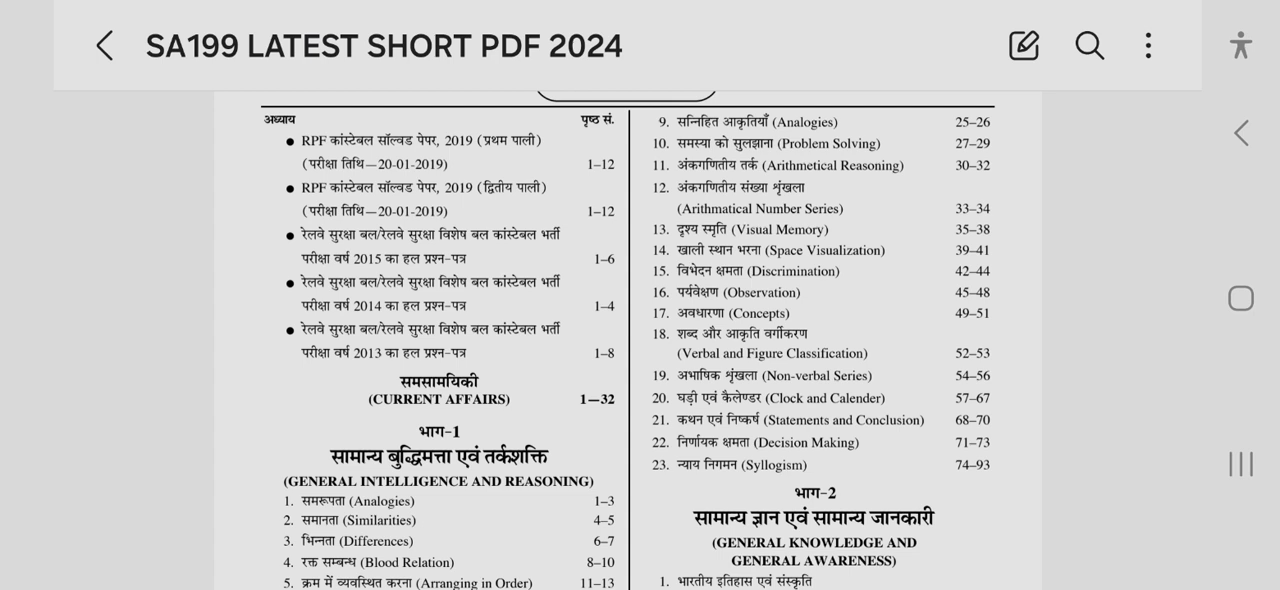 SA199 LATEST SHORT PDF 2024
अध्याय पृष्ठ सं.
● RPF कांस्टेबल सॉल्वड पेपर, 2019 (प्रथम पाली)
(परीक्षा तिथि—20-01-2019) 1–12
● RPF कांस्टेबल सॉल्वड पेपर, 2019 (द्वितीय पाली)
(परीक्षा तिथि—20-01-2019) 1–12
● रेलवे सुरक्षा बल/रेलवे सुरक्षा विशेष बल कांस्टेबल भर्ती
परीक्षा वर्ष 2015 का हल प्रश्न-पत्र 1–6
● रेलवे सुरक्षा बल/रेलवे सुरक्षा विशेष बल कांस्टेबल भर्ती
परीक्षा वर्ष 2014 का हल प्रश्न-पत्र 1–4
● रेलवे सुरक्षा बल/रेलवे सुरक्षा विशेष बल कांस्टेबल भर्ती
परीक्षा वर्ष 2013 का हल प्रश्न-पत्र 1–8
समसामयिकी
(CURRENT AFFAIRS) 1—32
भाग-1
सामान्य बुद्धिमत्ता एवं तर्कशक्ति
(GENERAL INTELLIGENCE AND REASONING)
1. समरूपता (Analogies) 1–3
2. समानता (Similarities) 4–5
3. भिन्नता (Differences) 6–7
4. रक्त सम्बन्ध (Blood Relation) 8–10
5. क्रम में व्यवस्थित करना (Arranging in Order) 11–13
9. सन्निहित आकृतियाँ (Analogies) 25–26
10. समस्या को सुलझाना (Problem Solving) 27–29
11. अंकगणितीय तर्क (Arithmetical Reasoning) 30–32
12. अंकगणितीय संख्या शृंखला
(Arithmatical Number Series) 33–34
13. दृश्य स्मृति (Visual Memory) 35–38
14. खाली स्थान भरना (Space Visualization) 39–41
15. विभेदन क्षमता (Discrimination) 42–44
16. पर्यवेक्षण (Observation) 45–48
17. अवधारणा (Concepts) 49–51
18. शब्द और आकृति वर्गीकरण
(Verbal and Figure Classification) 52–53
19. अभाषिक शृंखला (Non-verbal Series) 54–56
20. घड़ी एवं कैलेण्डर (Clock and Calender) 57–67
21. कथन एवं निष्कर्ष (Statements and Conclusion) 68–70
22. निर्णायक क्षमता (Decision Making) 71–73
23. न्याय निगमन (Syllogism) 74–93
भाग-2
सामान्य ज्ञान एवं सामान्य जानकारी
(GENERAL KNOWLEDGE AND
GENERAL AWARENESS)
1. भारतीय इतिहास एवं संस्कृति